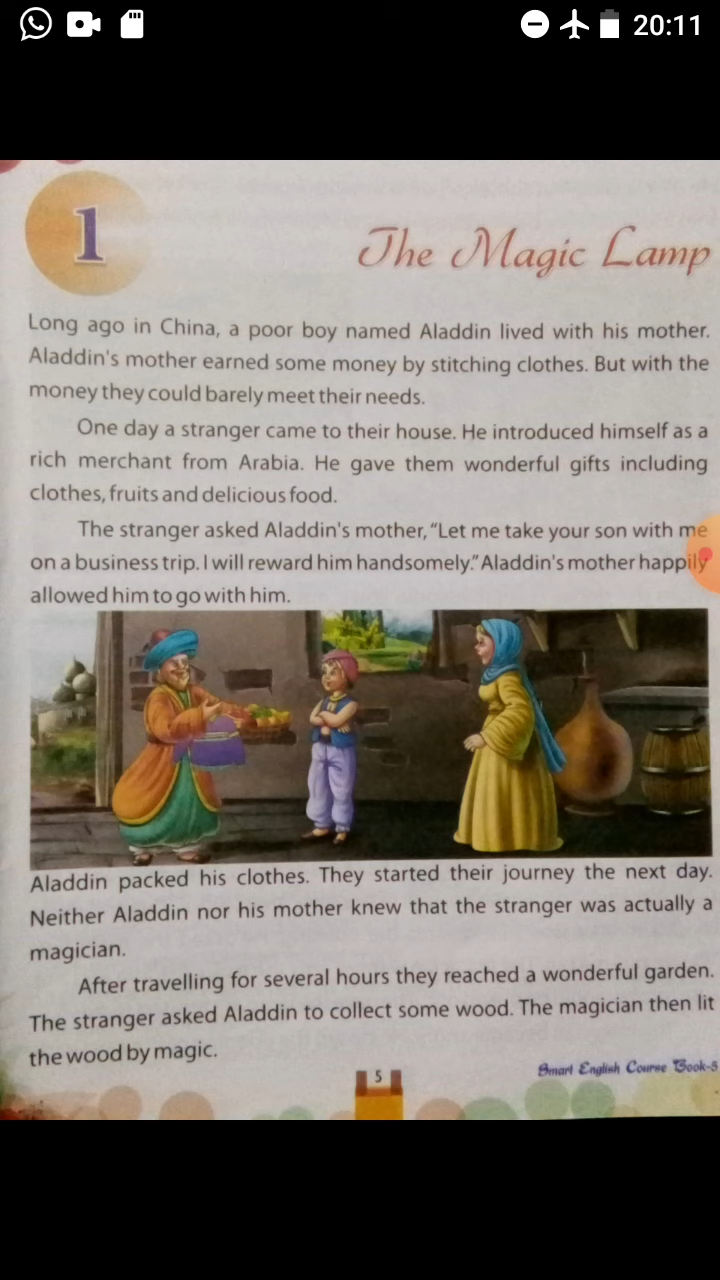 20:11
1
The Magic Lamp
Long ago in China, a poor boy named Aladdin lived with his mother.
Aladdin's mother earned some money by stitching clothes. But with the
money they could barely meet their needs.
One day a stranger came to their house. He introduced himself as a
rich merchant from Arabia. He gave them wonderful gifts including
clothes, fruits and delicious food.
The stranger asked Aladdin's mother, "Let me take your son with me
on a business trip. I will reward him handsomely." Aladdin's mother happily
allowed him to go with him.
Aladdin packed his clothes. They started their journey the next day.
Neither Aladdin nor his mother knew that the stranger was actually a
magician.
After travelling for several hours they reached a wonderful garden.
The stranger asked Aladdin to collect some wood. The magician then lit
the wood by magic.
5
Smart English Course Book-5